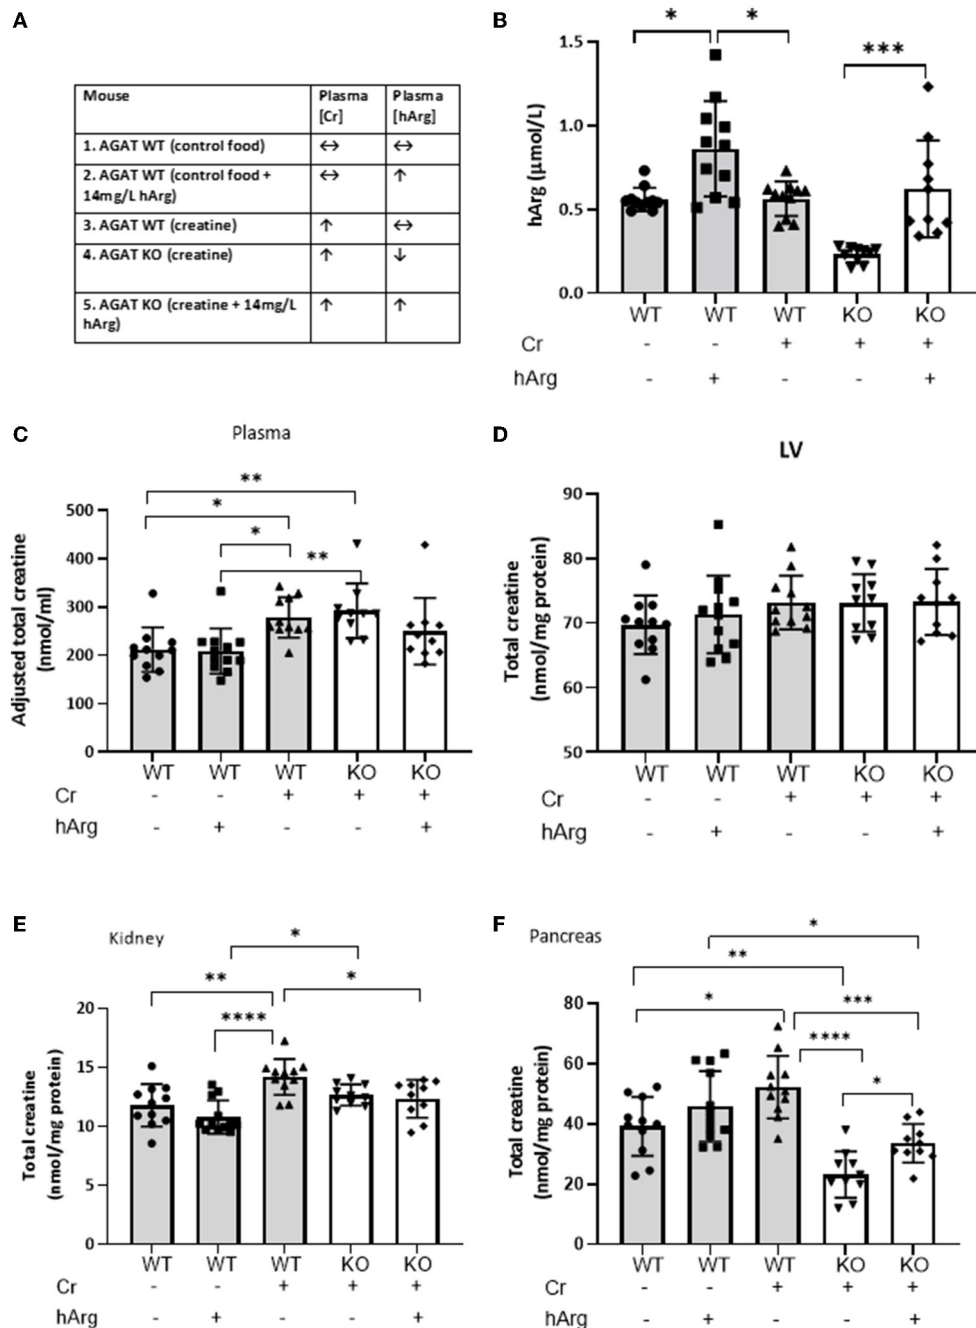 A
Mouse Plasma [Cr] Plasma [hArg]
1. AGAT WT (control food) ↔ ↔
2. AGAT WT (control food + 14mg/L hArg) ↔ ↑
3. AGAT WT (creatine) ↑ ↔
4. AGAT KO (creatine) ↑ ↓
5. AGAT KO (creatine + 14mg/L hArg) ↑ ↑
B
* * ***
hArg (μmol/L)
1.5
1.0
0.5
0.0
WT WT WT KO KO
Cr - - + + +
hArg - + - - +
C
Plasma
**
*
*
**
Adjusted total creatine
(nmol/ml)
500
400
300
200
100
0
WT WT WT KO KO
Cr - - + + +
hArg - + - - +
D
LV
Total creatine
(nmol/mg protein)
90
80
70
60
50
WT WT WT KO KO
Cr - - + + +
hArg - + - - +
E
Kidney
*
** *
****
Total creatine
(nmol/mg protein)
20
15
10
5
0
WT WT WT KO KO
Cr - - + + +
hArg - + - - +
F
Pancreas
*
**
* ***
****
*
Total creatine
(nmol/mg protein)
80
60
40
20
0
WT WT WT KO KO
Cr - - + + +
hArg - + - - +